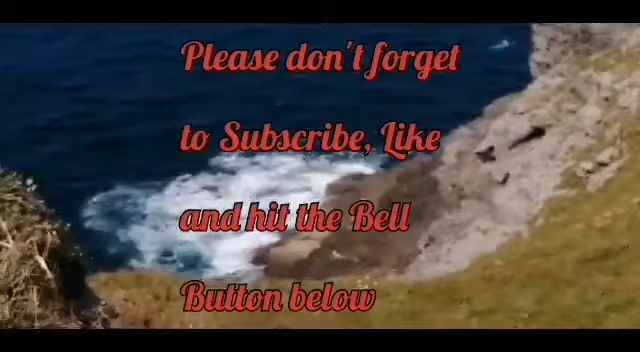 Please don't forget
to Subscribe, Like
and hit the Bell
Button below